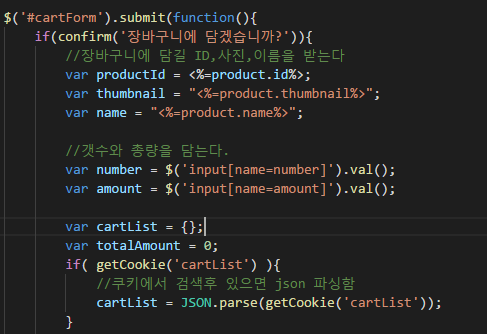 $('#cartForm').submit(function(){
if(confirm('장바구니에 담겠습니까?')){
//장바구니에 담길 ID,사진,이름을 받는다
var productId = <%=product.id%>;
var thumbnail = "<%=product.thumbnail%>";
var name = "<%=product.name%>";
//갯수와 총량을 담는다.
var number = $('input[name=number]').val();
var amount = $('input[name=amount]').val();
var cartList = {};
var totalAmount = 0;
if( getCookie('cartList') ){
//쿠키에서 검색후 있으면 json 파싱함
cartList = JSON.parse(getCookie('cartList'));
}